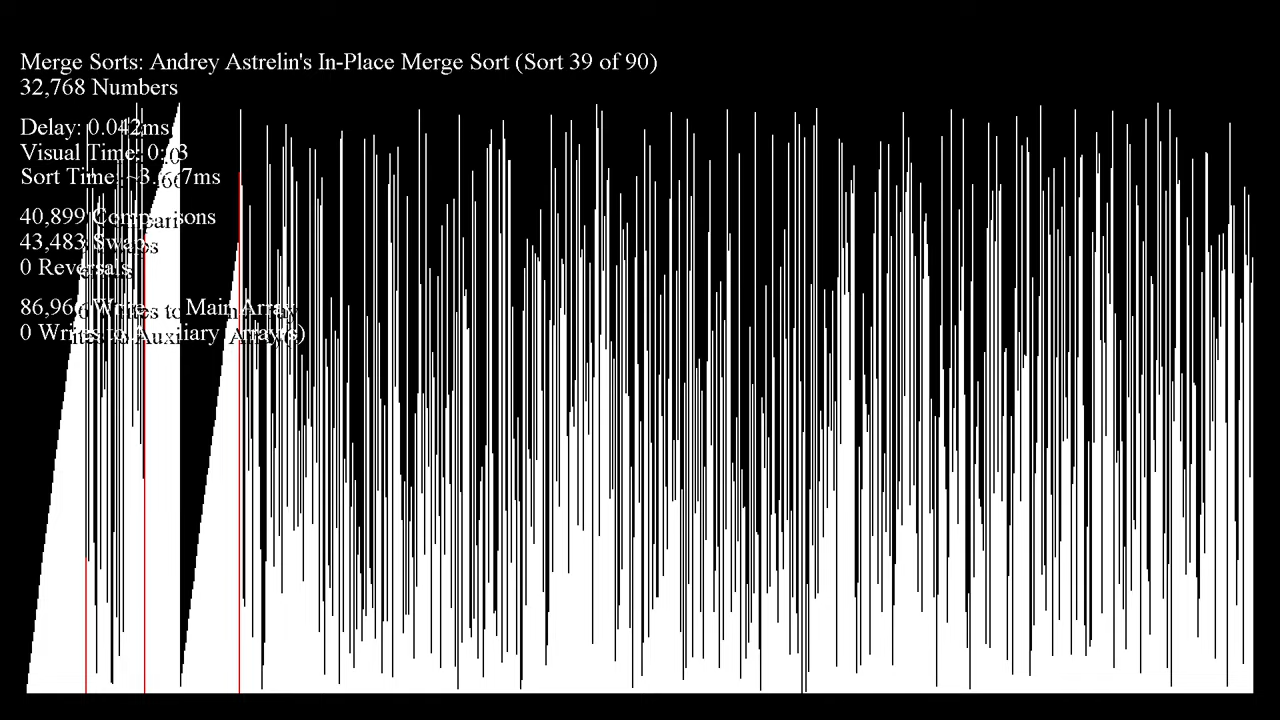 Merge Sorts: Andrey Astrelin's In-Place Merge Sort (Sort 39 of 90)
32,768 Numbers
Delay: 0.042ms
Visual Time: 0:03
Sort Time:
40,899 Comparisons
43,483 Swaps
0 Reversals
86,966 Writes to Main Array
0 Writes to Auxiliary Array(s)